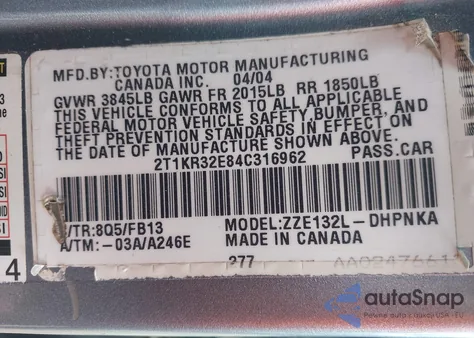 MFD.BY:TOYOTA MOTOR MANUFACTURING
CANADA INC. 04/04
GVWR 3845LB GAWR FR 2015LB RR 1850LB
THIS VEHICLE CONFORMS TO ALL APPLICABLE
FEDERAL MOTOR VEHICLE SAFETY,BUMPER, AND
THEFT PREVENTION STANDARDS IN EFFECT ON
THE DATE OF MANUFACTURE SHOWN ABOVE.
2T1KR32E84C316962 PASS.CAR
/TR:8Q5/FB13 MODEL:ZZE132L-DHPNKA
A/TM:-03A/A246E MADE IN CANADA
277
4
autoSnap